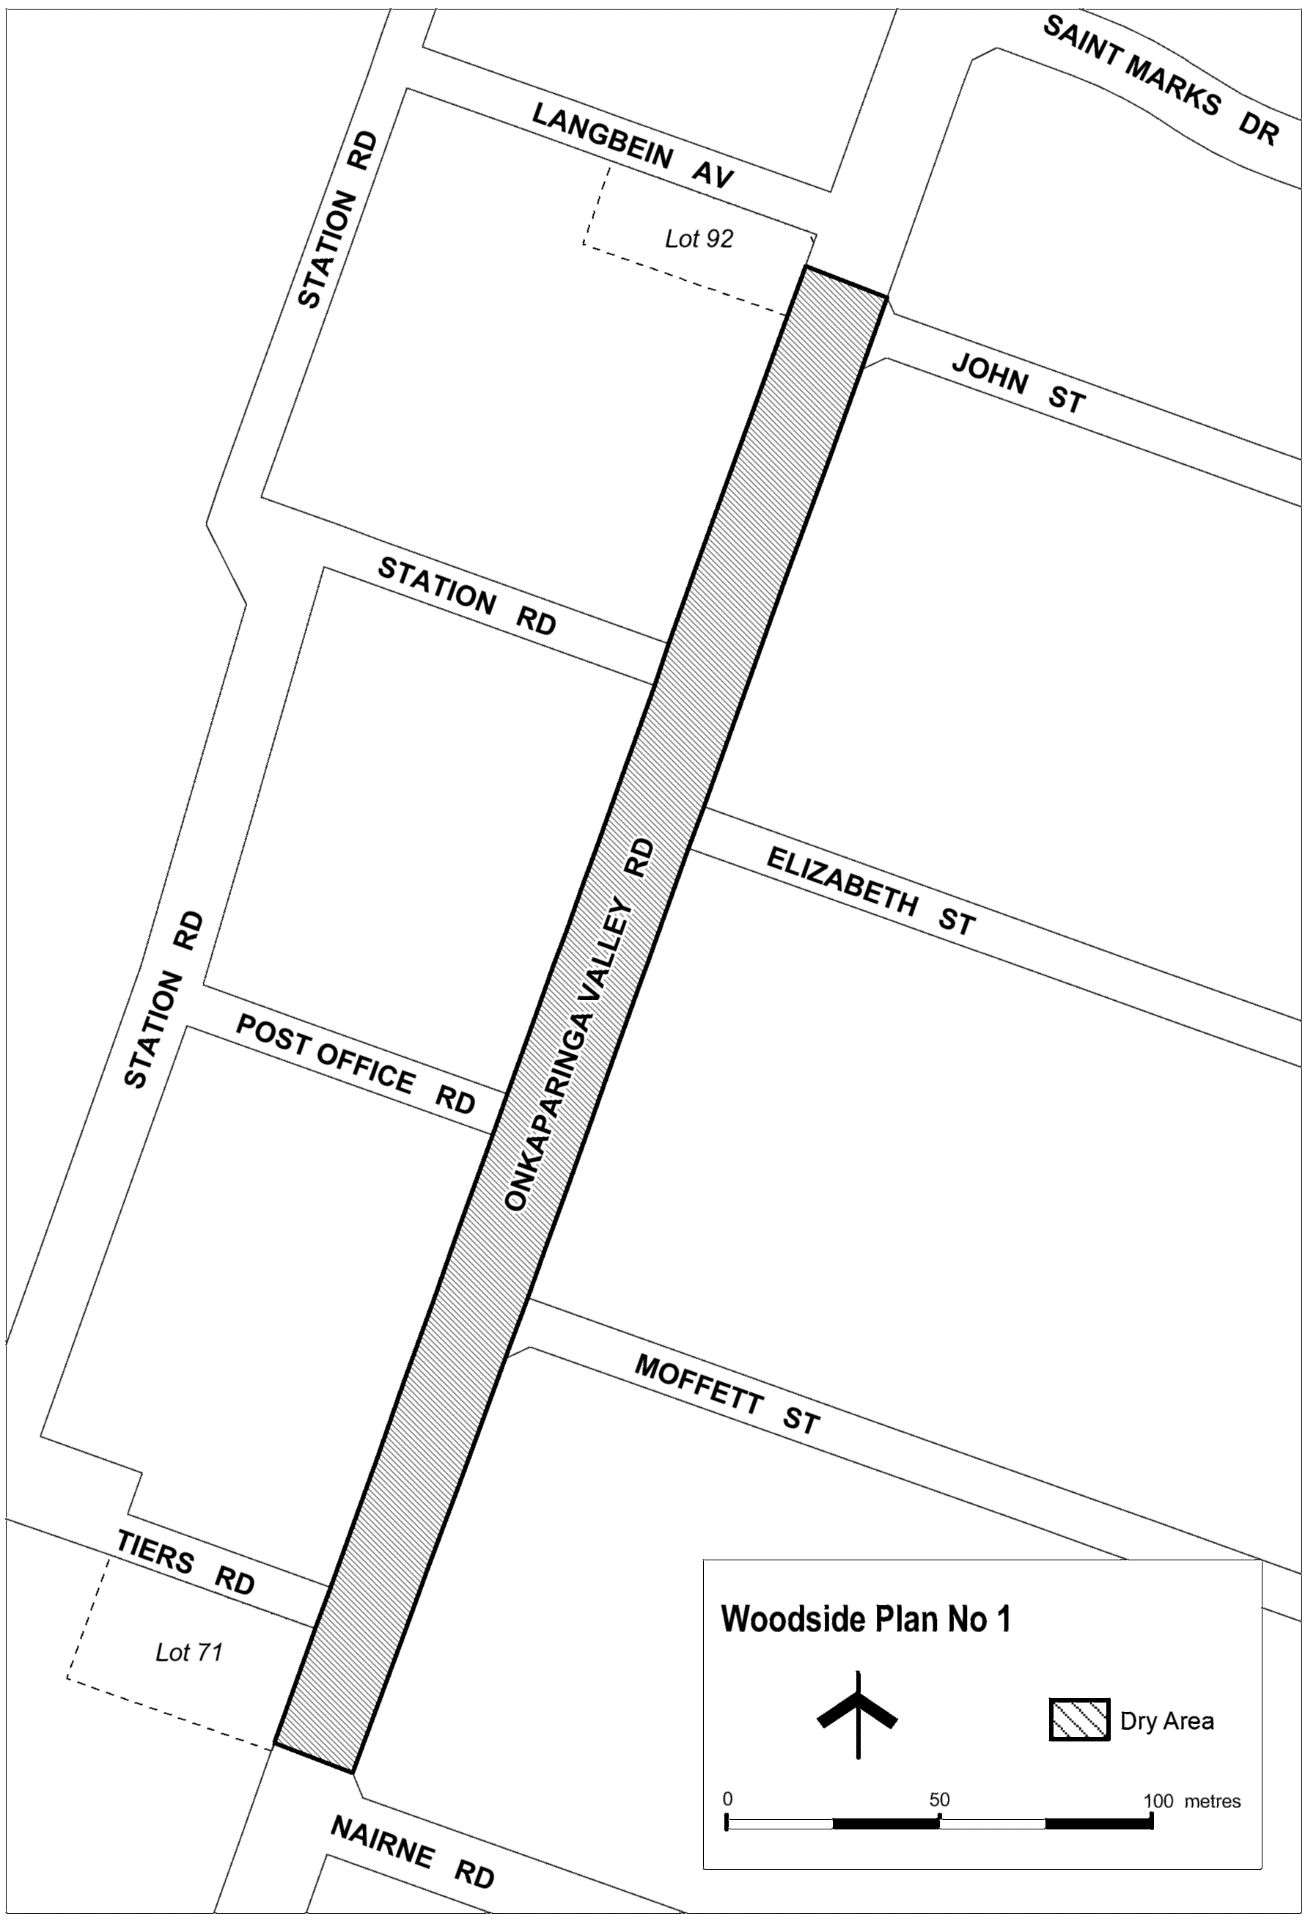 SAINT MARKS DR
LANGBEIN AV
STATION RD
Lot 92
JOHN ST
STATION RD
ELIZABETH ST
ONKAPARINGA VALLEY RD
STATION RD
POST OFFICE RD
MOFFETT ST
TIERS RD
Lot 71
Woodside Plan No 1
Dry Area
0 50 100 metres
NAIRNE RD